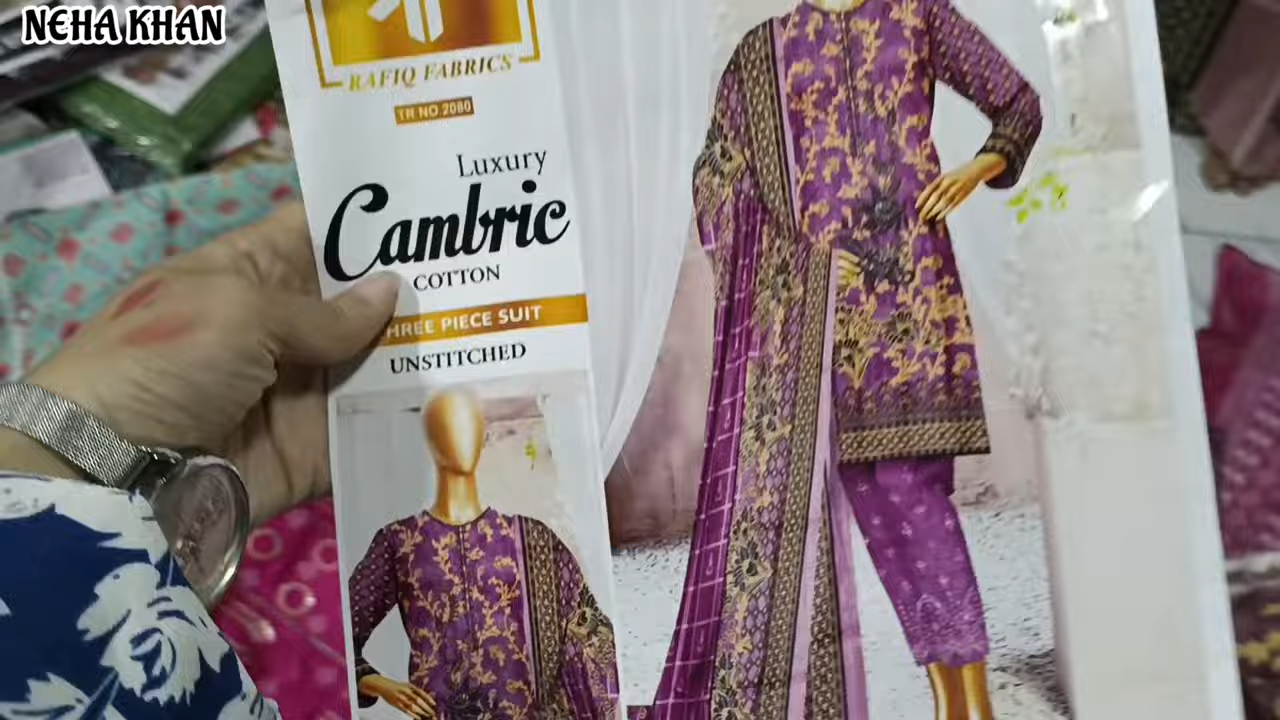 NEHA KHAN
RAFIQ FABRICS
TR NO 2080
Luxury
Cambric
COTTON
HREE PIECE SUIT
UNSTITCHED